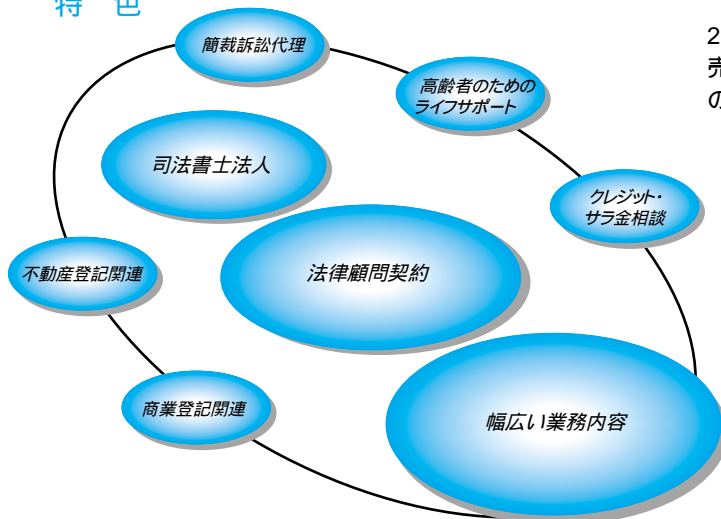 特 色
簡裁訴訟代理
高齢者のための
ライフサポート
2
売
の
司法書士法人
クレジット・
サラ金相談
不動産登記関連
法律顧問契約
商業登記関連
幅広い業務内容